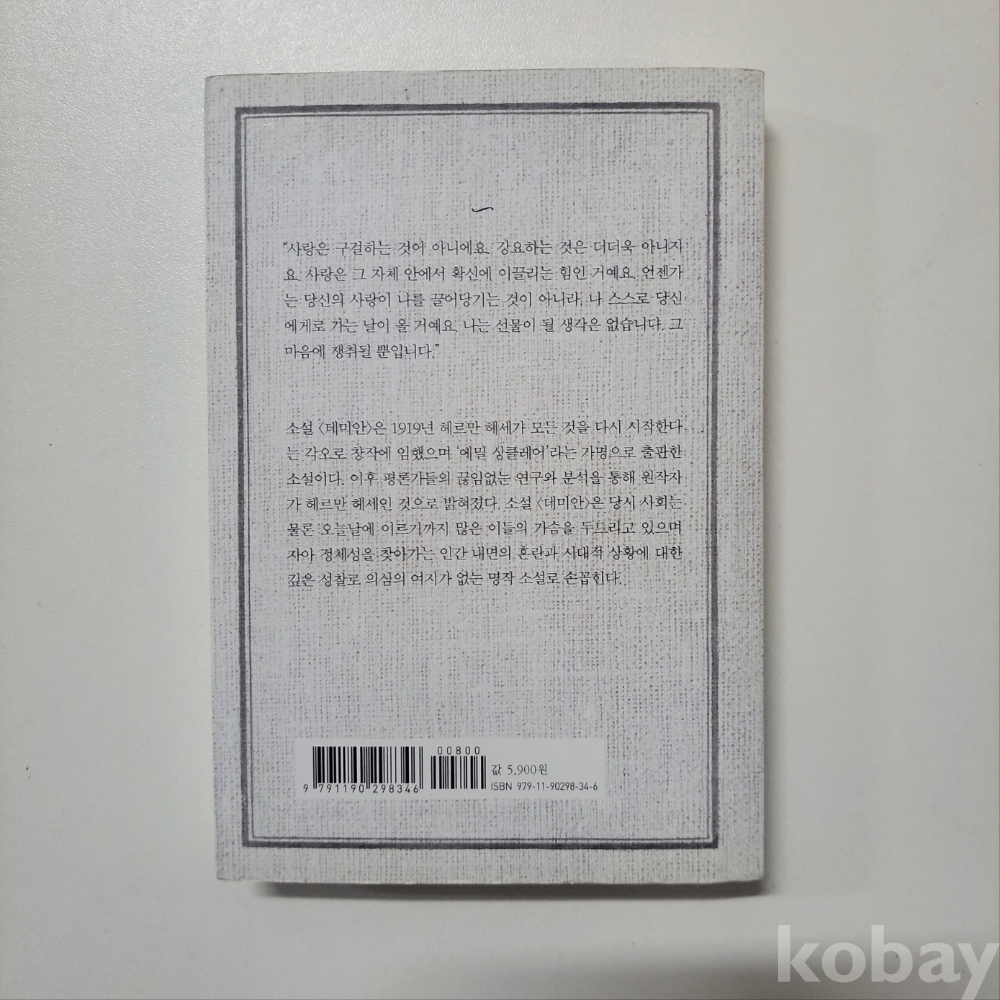 "사랑은 구걸하는 것이 아니에요. 강요하는 것은 더더욱 아니지
요. 사랑은 그 자체 안에서 확신에 이끌리는 힘인 거예요. 언젠가
는 당신의 사랑이 나를 끌어당기는 것이 아니라, 나 스스로 당신
에게로 가는 날이 올 거예요. 나는 선물이 될 생각은 없습니다. 그
마음에 쟁취될 뿐입니다."
소설 〈데미안〉은 1919년 헤르만 헤세가 모든 것을 다시 시작한다
는 각오로 창작에 임했으며 '에밀 싱클레어'라는 가명으로 출판한
소설이다. 이후 평론가들의 끊임없는 연구와 분석을 통해 원작자
가 헤르만 헤세인 것으로 밝혀졌다. 소설 〈데미안〉은 당시 사회는
물론 오늘날에 이르기까지 많은 이들의 가슴을 두드리고 있으며
자아 정체성을 찾아가는 인간 내면의 혼란과 시대적 상황에 대한
깊은 성찰로 의심의 여지가 없는 명작 소설로 손꼽힌다.
00800
값 5,900원
9 791190 298346
ISBN 979-11-90298-34-6
kobay